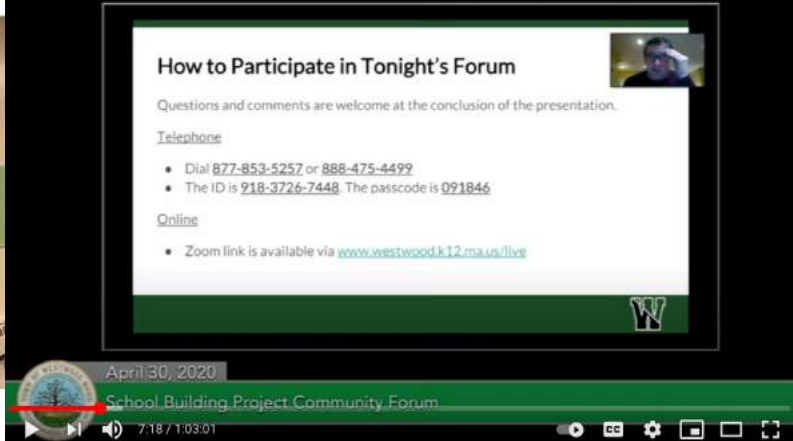 How to Participate in Tonight's Forum
Questions and comments are welcome at the conclusion of the presentation.
Telephone
Dial 877-853-5257 or 888-475-4499
The ID is 918-3726-7448. The passcode is 091846
Online
Zoom link is available via www.westwood.k12.ma.us/live
W
April 30, 2020
School Building Project Community Forum
7:18 / 1:03:01
CC